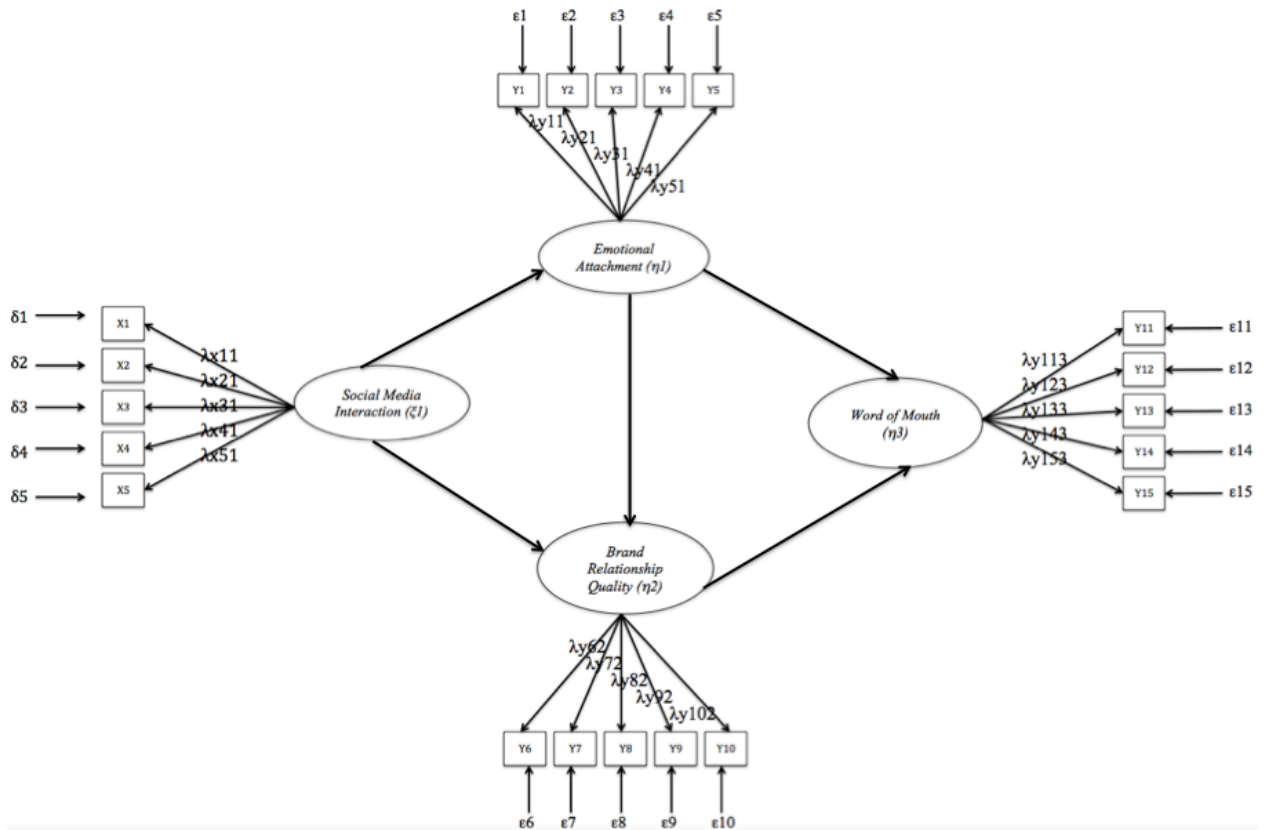 ε1 ε2 ε3 ε4 ε5
Y1 Y2 Y3 Y4 Y5
λy11
λy21
λy31
λy41
λy51
Emotional
Attachment (η1)
δ1
δ2
δ3
δ4
δ5
X1
X2
X3
X4
X5
λx11
λx21
λx31
λx41
λx51
Social Media
Interaction (ξ1)
Word of Mouth
(η3)
λy113
λy123
λy133
λy143
λy153
Y11
Y12
Y13
Y14
Y15
ε11
ε12
ε13
ε14
ε15
Brand
Relationship
Quality (η2)
λy62
λy72
λy82
λy92
λy102
Y6 Y7 Y8 Y9 Y10
ε6 ε7 ε8 ε9 ε10